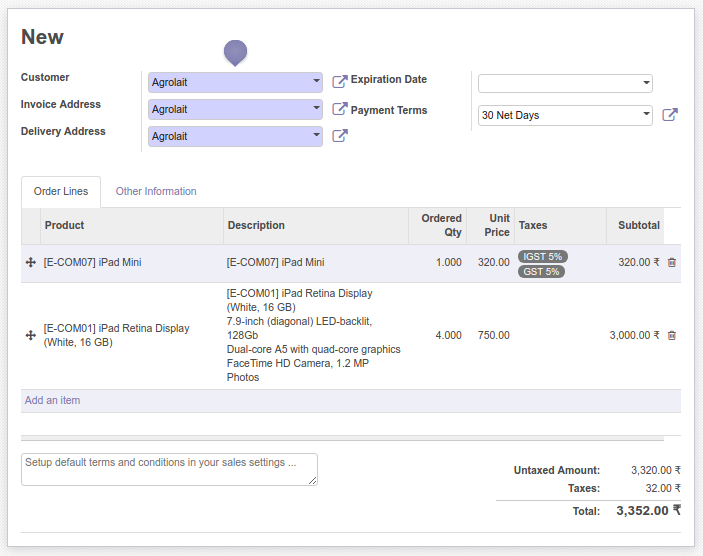 New
Customer
Agrolait
Expiration Date
Invoice Address
Agrolait
Payment Terms
30 Net Days
Delivery Address
Agrolait
Order Lines
Other Information
Product
Description
Ordered
Qty
Unit
Price
Taxes
Subtotal
[E-COM07] iPad Mini
[E-COM07] iPad Mini
1.000
320.00
IGST 5%
GST 5%
320.00 ₹
[E-COM01] iPad Retina Display
(White, 16 GB)
[E-COM01] iPad Retina Display
(White, 16 GB)
7.9-inch (diagonal) LED-backlit,
128Gb
Dual-core A5 with quad-core graphics
FaceTime HD Camera, 1.2 MP
Photos
4.000
750.00
3,000.00 ₹
Add an item
Setup default terms and conditions in your sales settings ...
Untaxed Amount: 3,320.00 ₹
Taxes: 32.00 ₹
Total: 3,352.00 ₹